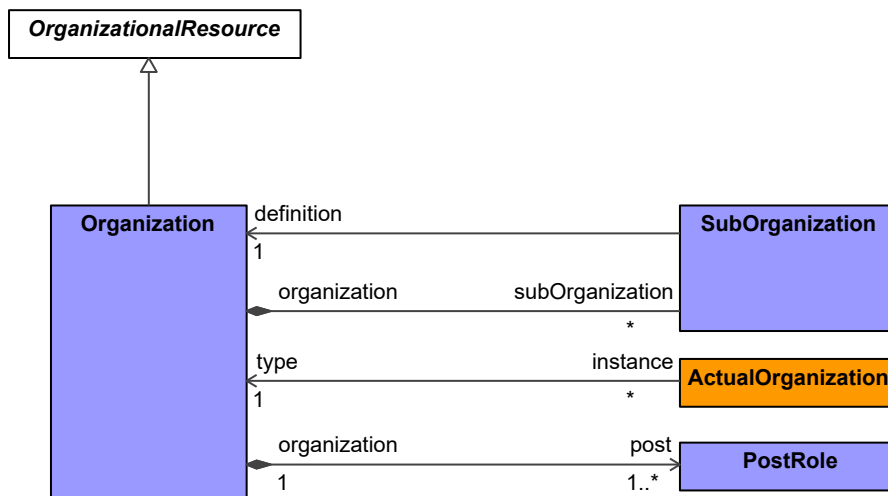 OrganizationalResource
Organization
definition
SubOrganization
1
organization
subOrganization
*
type
instance
ActualOrganization
1
*
organization
post
PostRole
1
1..*